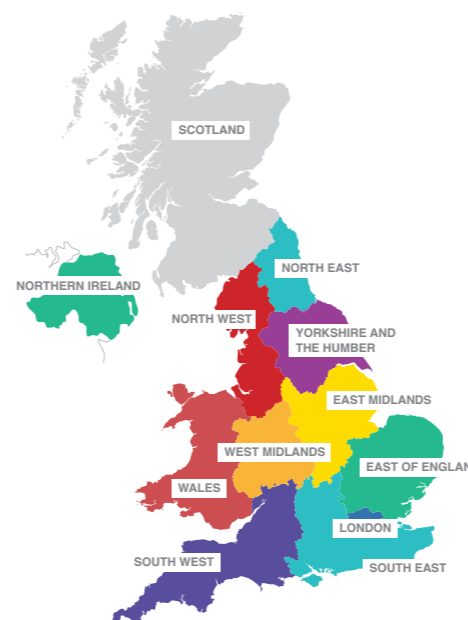 SCOTLAND
NORTH EAST
NORTHERN IRELAND
NORTH WEST
YORKSHIRE AND
THE HUMBER
EAST MIDLANDS
WEST MIDLANDS
EAST OF ENGLAN
WALES
LONDON
SOUTH WEST
SOUTH EAST